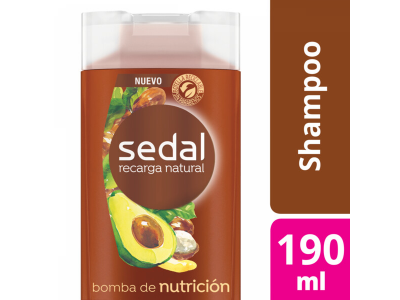 NUEVO
sedal
recarga natural
bomba de nutrición
Shampoo
190
ml